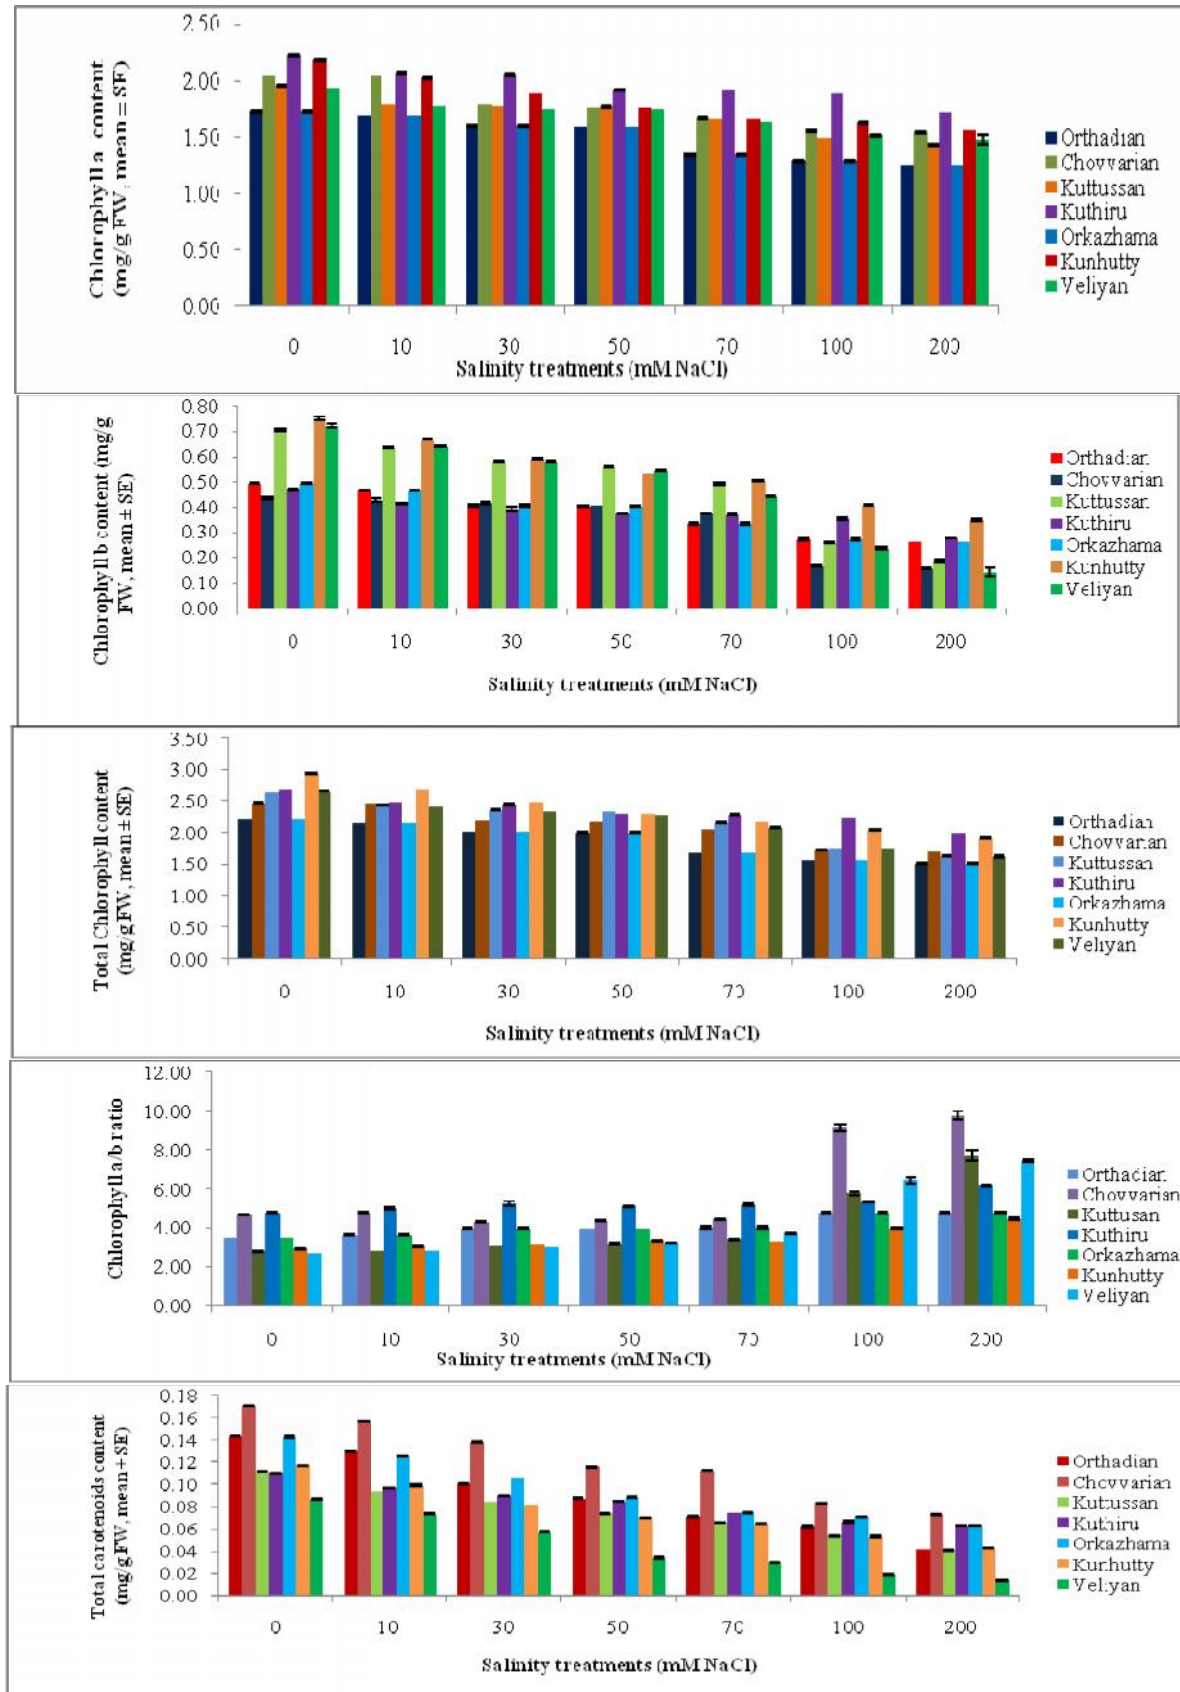 Chlorophyll a content
(mg/g FW, mean ± SE)
2.50
2.00
1.50
1.00
0.50
0.00
0 10 30 50 70 100 200
Salinity treatments (mM NaCl)
Orthadian
Chovvarian
Kuttussan
Kuthiru
Orkazhama
Kunhutty
Veliyan
Chlorophyll b content (mg/g
FW, mean ± SE)
0.80
0.70
0.60
0.50
0.40
0.30
0.20
0.10
0.00
0 10 30 50 70 100 200
Salinity treatments (mM NaCl)
Orthadian
Chovvarian
Kuttussan
Kuthiru
Orkazhama
Kunhutty
Veliyan
Total Chlorophyll content
(mg/g FW, mean ± SE)
3.50
3.00
2.50
2.00
1.50
1.00
0.50
0.00
0 10 30 50 70 100 200
Salinity treatments (mM NaCl)
Orthadian
Chovvarian
Kuttussan
Kuthiru
Orkazhama
Kunhutty
Veliyan
Chlorophyll a/b ratio
12.00
10.00
8.00
6.00
4.00
2.00
0.00
0 10 30 50 70 100 200
Salinity treatments (mM NaCl)
Orthadian
Chovvarian
Kuttusan
Kuthiru
Orkazhama
Kunhutty
Veliyan
Total carotenoids content
(mg/g FW, mean ± SE)
0.18
0.16
0.14
0.12
0.10
0.08
0.06
0.04
0.02
0.00
0 10 30 50 70 100 200
Salinity treatments (mM NaCl)
Orthadian
Chovvarian
Kuttussan
Kuthiru
Orkazhama
Kunhutty
Veliyan